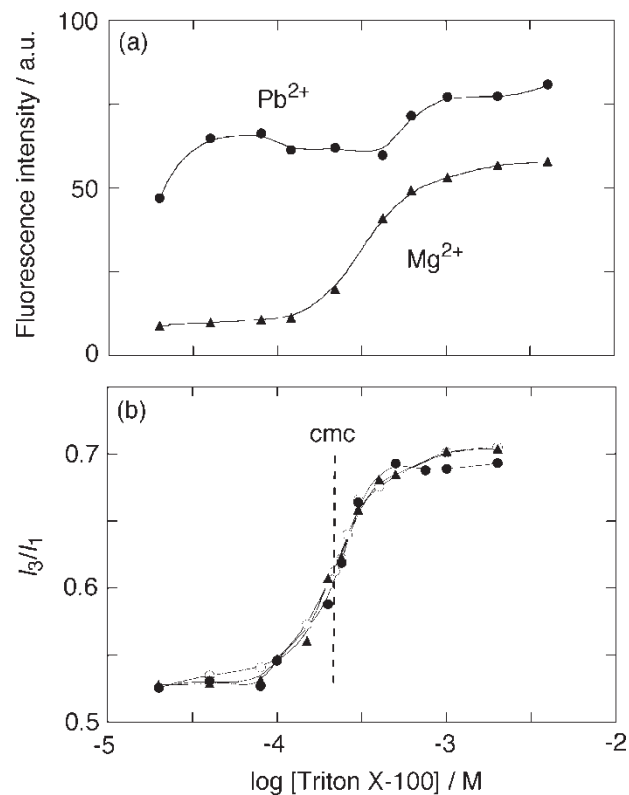 100
(a)
Pb2+
Fluorescence intensity / a.u.
50
Mg2+
0
(b)
cmc
0.7
I3/I1
0.6
0.5
-5 -4 -3 -2
log [Triton X-100] / M